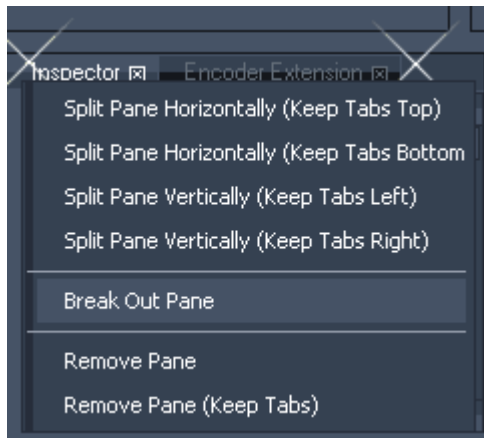 Inspector Encoder Extension
Split Pane Horizontally (Keep Tabs Top)
Split Pane Horizontally (Keep Tabs Bottom
Split Pane Vertically (Keep Tabs Left)
Split Pane Vertically (Keep Tabs Right)
Break Out Pane
Remove Pane
Remove Pane (Keep Tabs)